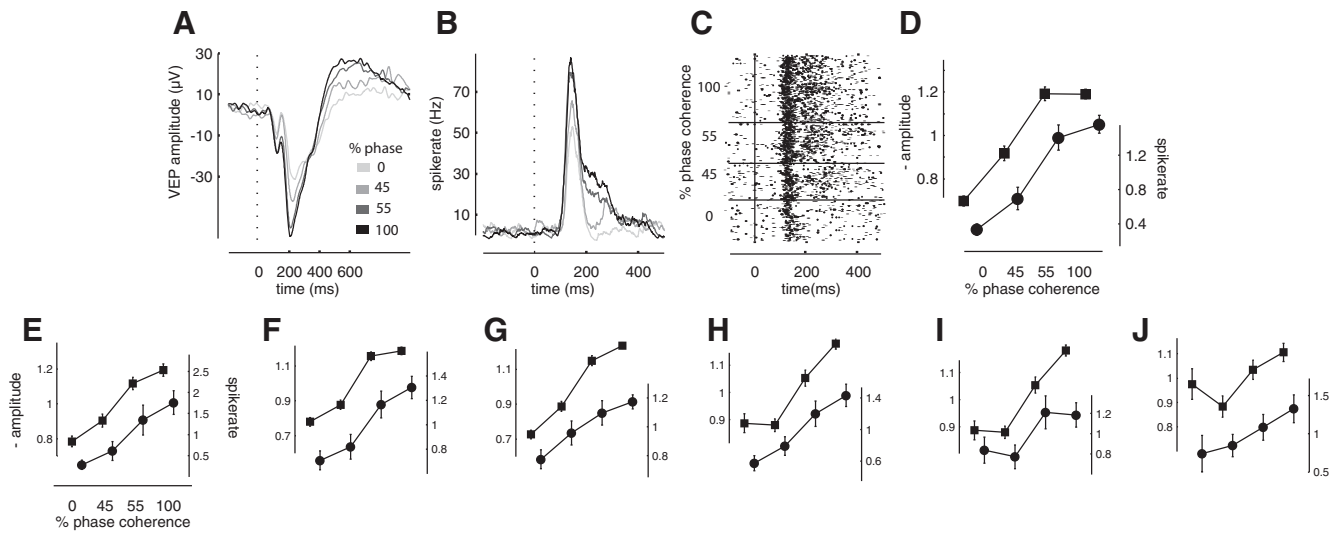 A
B
C
D
VEP amplitude (µV)
30
10
-10
-30
% phase
0
45
55
100
0 200 400 600
time (ms)
spikerate (Hz)
70
50
30
10
0 200 400
time (ms)
% phase coherence
100
55
45
0
0 200 400
time(ms)
- amplitude
1.2
1
0.8
spikerate
1.2
0.8
0.4
0 45 55 100
% phase coherence
E
F
G
H
I
J
- amplitude
1.2
1
0.8
2.5
2
1.5
1
0.5
spikerate
0 45 55 100
% phase coherence
1.1
0.9
0.7
1.4
1.2
1
0.8
1.1
0.9
0.7
0.5
1.2
1
0.8
1.1
0.9
1.4
1
0.6
1.1
0.9
1.2
1
0.8
1.1
1
0.9
0.8
1.5
1
0.5